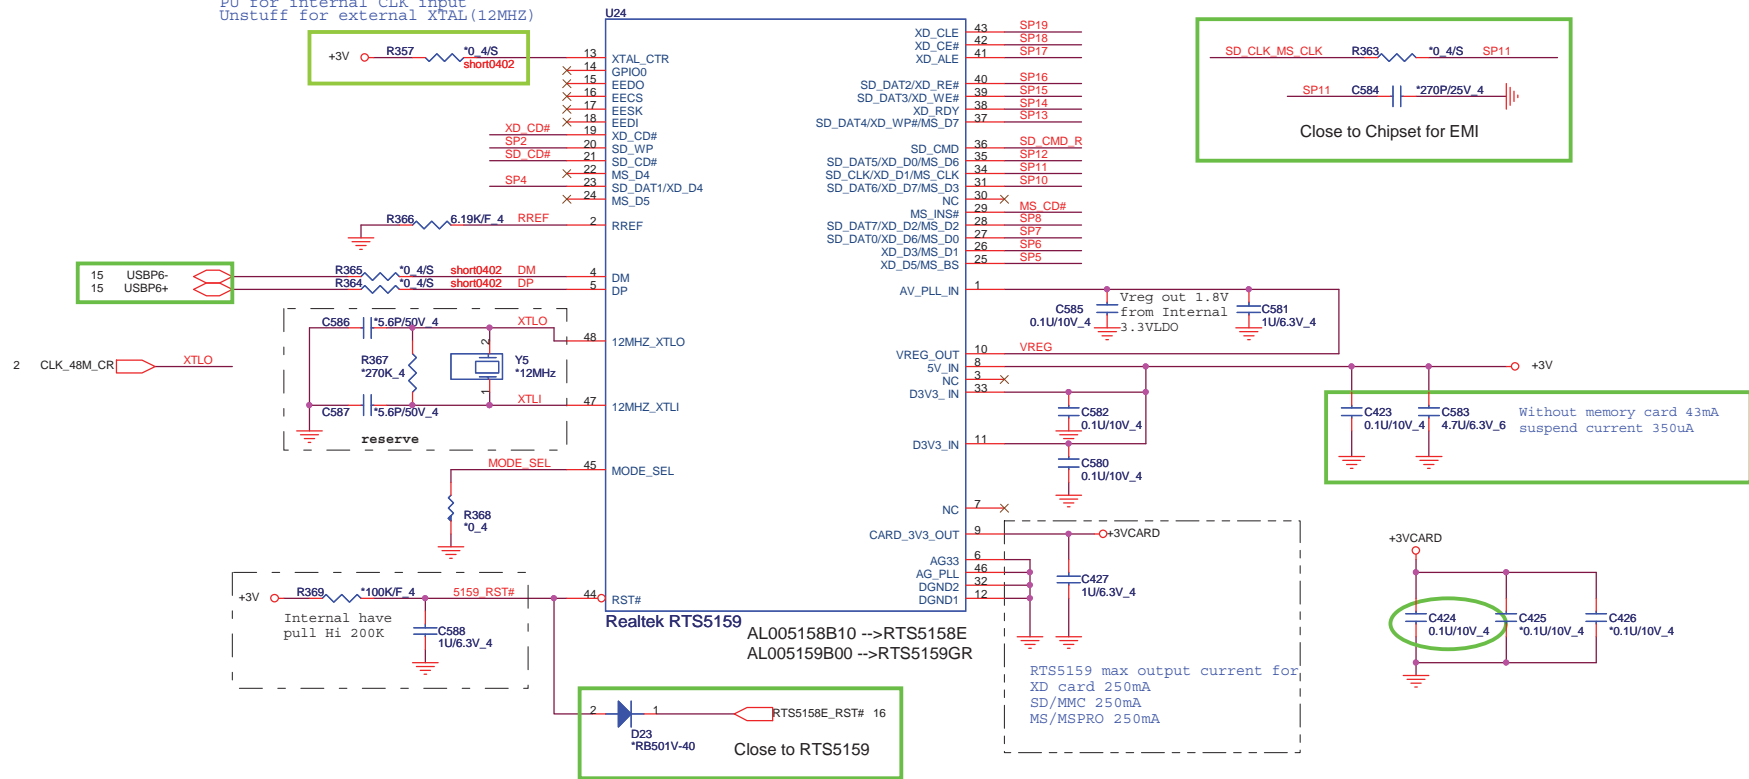 PU for internal CLK input
Unstuff for external XTAL(12MHZ)
+3V
R357
*0_4/S
short0402
U24
13 XTAL_CTR
14 GPIO0
15 EEDO
16 EECS
17 EESK
18 EEDI
XD_CD# 19 XD_CD#
SP2 20 SD_WP
SD_CD# 21 SD_CD#
22 MS_D4
SP4 23 SD_DAT1/XD_D4
24 MS_D5
R366 6.19K/F_4 RREF 2 RREF
15 USBP6-
15 USBP6+
R365 *0_4/S short0402 DM 4 DM
R364 *0_4/S short0402 DP 5 DP
C586 *5.6P/50V_4 XTLO 48 12MHZ_XTLO
R367
*270K_4
2
1
Y5
*12MHz
C587 *5.6P/50V_4 XTLI 47 12MHZ_XTLI
reserve
2 CLK_48M_CR XTLO
MODE_SEL 45 MODE_SEL
R368
*0_4
+3V R369 *100K/F_4 5159_RST# 44 RST#
Internal have
pull Hi 200K
C588
1U/6.3V_4
Realtek RTS5159
AL005158B10 -->RTS5158E
AL005159B00 -->RTS5159GR
2 1 RTS5158E_RST# 16
D23
*RB501V-40
Close to RTS5159
XD_CLE 43 SP19
XD_CE# 42 SP18
XD_ALE 41 SP17
SD_DAT2/XD_RE# 40 SP16
SD_DAT3/XD_WE# 39 SP15
XD_RDY 38 SP14
SD_DAT4/XD_WP#/MS_D7 37 SP13
SD_CMD 36 SD_CMD_R
SD_DAT5/XD_D0/MS_D6 35 SP12
SD_CLK/XD_D1/MS_CLK 34 SP11
SD_DAT6/XD_D7/MS_D3 31 SP10
NC 30
MS_INS# 29 MS_CD#
SD_DAT7/XD_D2/MS_D2 28 SP8
SD_DAT0/XD_D6/MS_D0 27 SP7
XD_D3/MS_D1 26 SP6
XD_D5/MS_BS 25 SP5
AV_PLL_IN 1
C585
0.1U/10V_4
Vreg out 1.8V
from Internal
3.3VLDO
C581
1U/6.3V_4
VREG_OUT 10 VREG
5V_IN 8
+3V
NC 3
D3V3_ IN 33
C582
0.1U/10V_4
D3V3_IN 11
C580
0.1U/10V_4
NC 7
CARD_3V3_OUT 9
+3VCARD
AG33 6
AG_PLL 46
DGND2 32
DGND1 12
C427
1U/6.3V_4
RTS5159 max output current for
XD card 250mA
SD/MMC 250mA
MS/MSPRO 250mA
SD_CLK_MS_CLK R363 *0_4/S SP11
SP11 C584 *270P/25V_4
Close to Chipset for EMI
C423
0.1U/10V_4
C583
4.7U/6.3V_6
Without memory card 43mA
suspend current 350uA
+3VCARD
C424
0.1U/10V_4
C425
*0.1U/10V_4
C426
*0.1U/10V_4